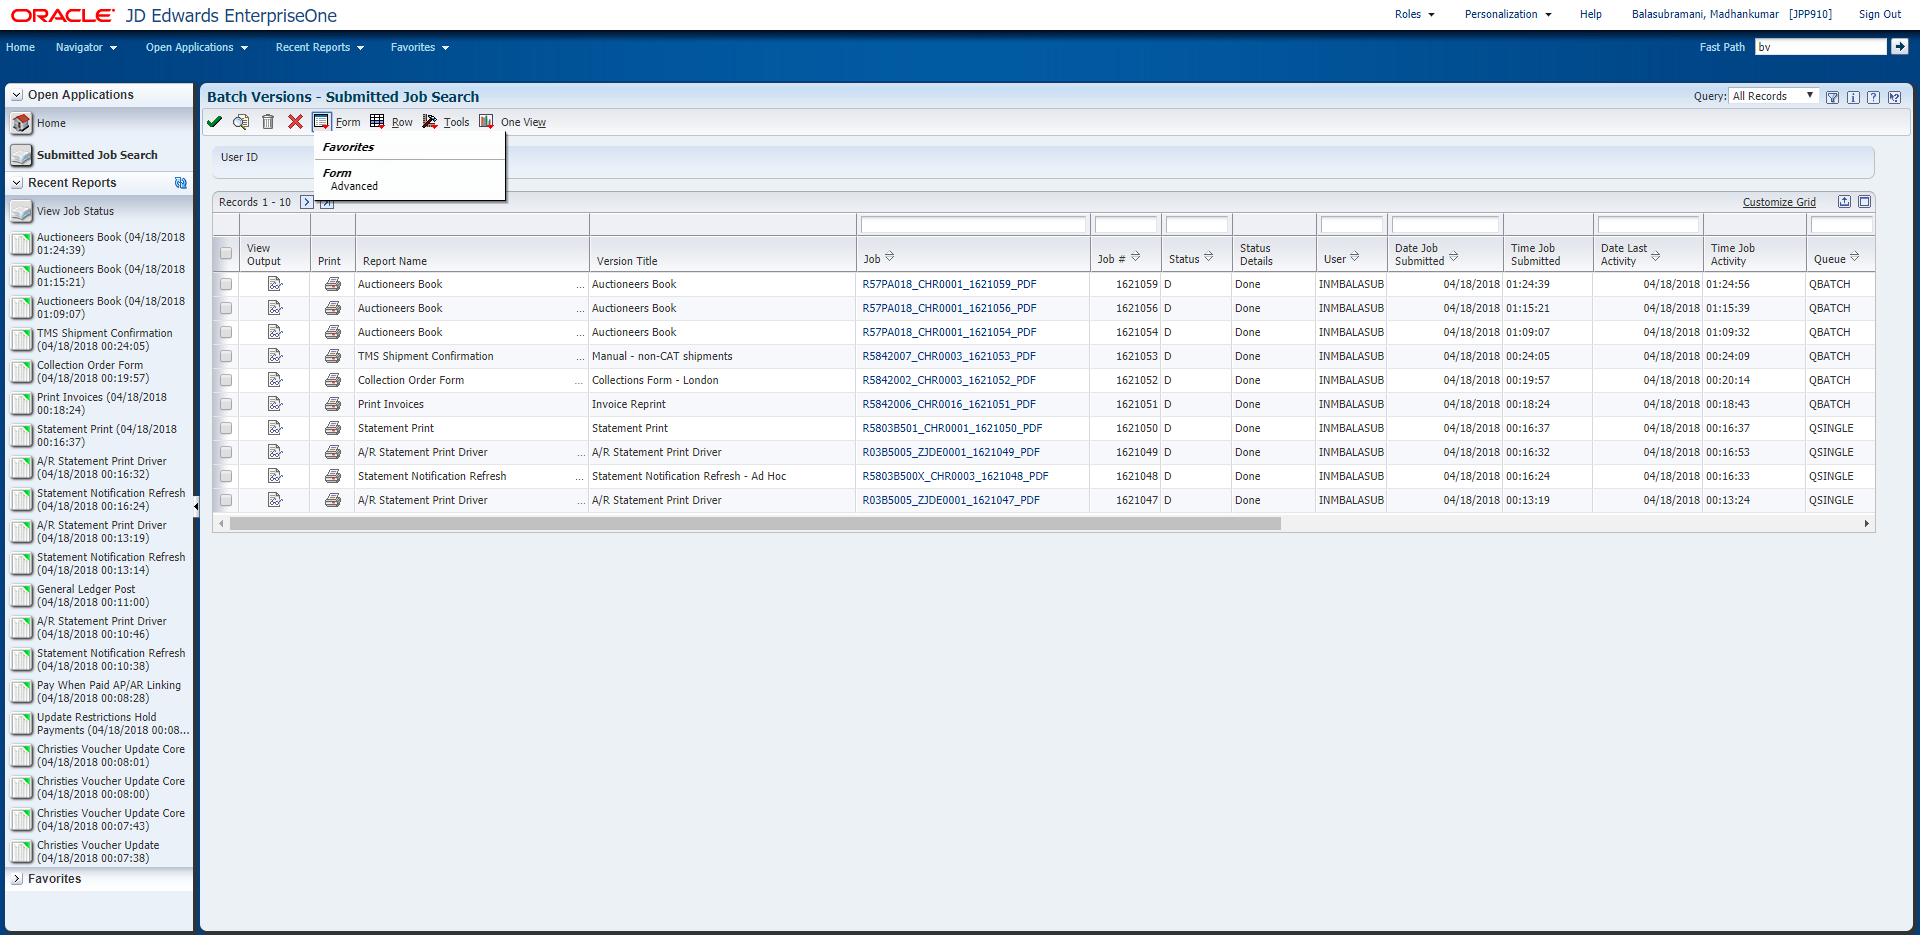 ORACLE JD Edwards EnterpriseOne
Roles Personalization Help Balasubramani, Madhankumar [JPP910] Sign Out
Home Navigator Open Applications Recent Reports Favorites
Fast Path bv
Open Applications
Home
Submitted Job Search
Recent Reports
View Job Status
Auctioneers Book (04/18/2018
01:24:39)
Auctioneers Book (04/18/2018
01:15:21)
Auctioneers Book (04/18/2018
01:09:07)
TMS Shipment Confirmation
(04/18/2018 00:24:05)
Collection Order Form
(04/18/2018 00:19:57)
Print Invoices (04/18/2018
00:18:24)
Statement Print (04/18/2018
00:16:37)
A/R Statement Print Driver
(04/18/2018 00:16:32)
Statement Notification Refresh
(04/18/2018 00:16:24)
A/R Statement Print Driver
(04/18/2018 00:13:19)
Statement Notification Refresh
(04/18/2018 00:13:14)
General Ledger Post
(04/18/2018 00:11:00)
A/R Statement Print Driver
(04/18/2018 00:10:46)
Statement Notification Refresh
(04/18/2018 00:10:38)
Pay When Paid AP/AR Linking
(04/18/2018 00:08:28)
Update Restrictions Hold
Payments (04/18/2018 00:08...
Christies Voucher Update Core
(04/18/2018 00:08:01)
Christies Voucher Update Core
(04/18/2018 00:08:00)
Christies Voucher Update Core
(04/18/2018 00:07:43)
Christies Voucher Update
(04/18/2018 00:07:38)
Favorites
Batch Versions - Submitted Job Search
Query: All Records
Form Row Tools One View
Favorites
Form
Advanced
User ID
Records 1 - 10
Customize Grid
View Output Print Report Name Version Title Job Job # Status Status Details User Date Job Submitted Time Job Submitted Date Last Activity Time Job Activity Queue
Auctioneers Book ... Auctioneers Book R57PA018_CHR0001_1621059_PDF 1621059 D Done INMBALASUB 04/18/2018 01:24:39 04/18/2018 01:24:56 QBATCH
Auctioneers Book ... Auctioneers Book R57PA018_CHR0001_1621056_PDF 1621056 D Done INMBALASUB 04/18/2018 01:15:21 04/18/2018 01:15:39 QBATCH
Auctioneers Book ... Auctioneers Book R57PA018_CHR0001_1621054_PDF 1621054 D Done INMBALASUB 04/18/2018 01:09:07 04/18/2018 01:09:32 QBATCH
TMS Shipment Confirmation ... Manual - non-CAT shipments R5842007_CHR0003_1621053_PDF 1621053 D Done INMBALASUB 04/18/2018 00:24:05 04/18/2018 00:24:09 QBATCH
Collection Order Form ... Collections Form - London R5842002_CHR0003_1621052_PDF 1621052 D Done INMBALASUB 04/18/2018 00:19:57 04/18/2018 00:20:14 QBATCH
Print Invoices Invoice Reprint R5842006_CHR0016_1621051_PDF 1621051 D Done INMBALASUB 04/18/2018 00:18:24 04/18/2018 00:18:43 QBATCH
Statement Print Statement Print R5803B501_CHR0001_1621050_PDF 1621050 D Done INMBALASUB 04/18/2018 00:16:37 04/18/2018 00:16:37 QSINGLE
A/R Statement Print Driver ... A/R Statement Print Driver R03B5005_ZJDE0001_1621049_PDF 1621049 D Done INMBALASUB 04/18/2018 00:16:32 04/18/2018 00:16:53 QSINGLE
Statement Notification Refresh ... Statement Notification Refresh - Ad Hoc R5803B500X_CHR0003_1621048_PDF 1621048 D Done INMBALASUB 04/18/2018 00:16:24 04/18/2018 00:16:33 QSINGLE
A/R Statement Print Driver ... A/R Statement Print Driver R03B5005_ZJDE0001_1621047_PDF 1621047 D Done INMBALASUB 04/18/2018 00:13:19 04/18/2018 00:13:24 QSINGLE